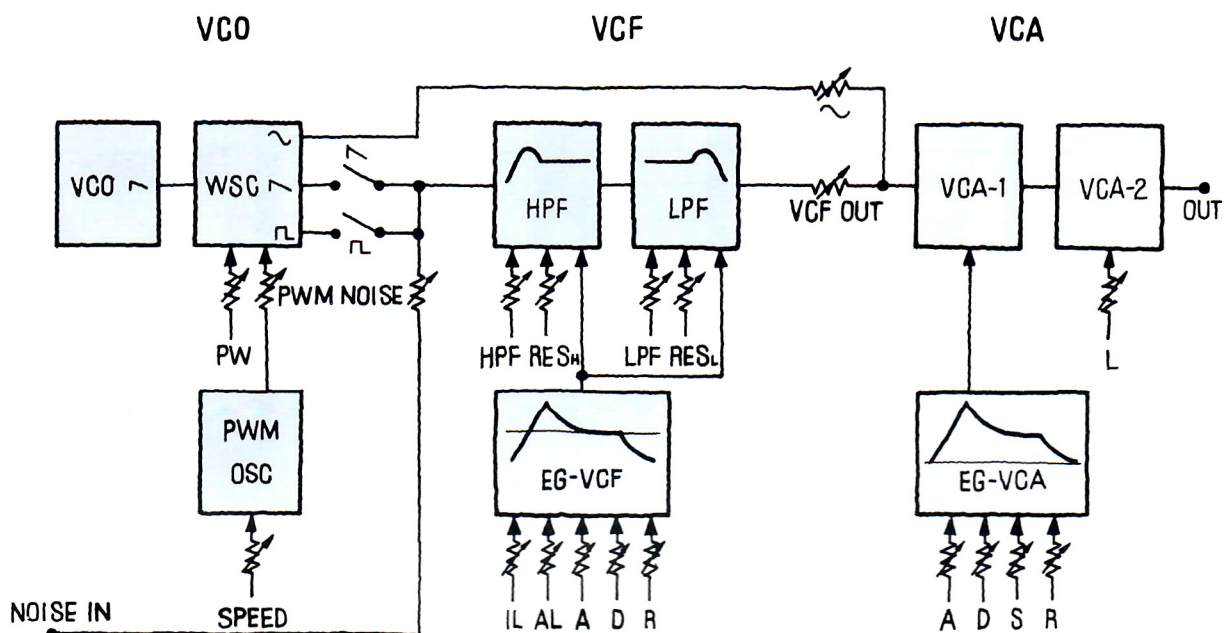 VCO VCF VCA
VCO WSC HPF LPF VCF OUT VCA-1 VCA-2 OUT
PWM NOISE
PW HPF RESH LPF RESL L
PWM
OSC
EG-VCF EG-VCA
NOISE IN SPEED IL AL A D R A D S R